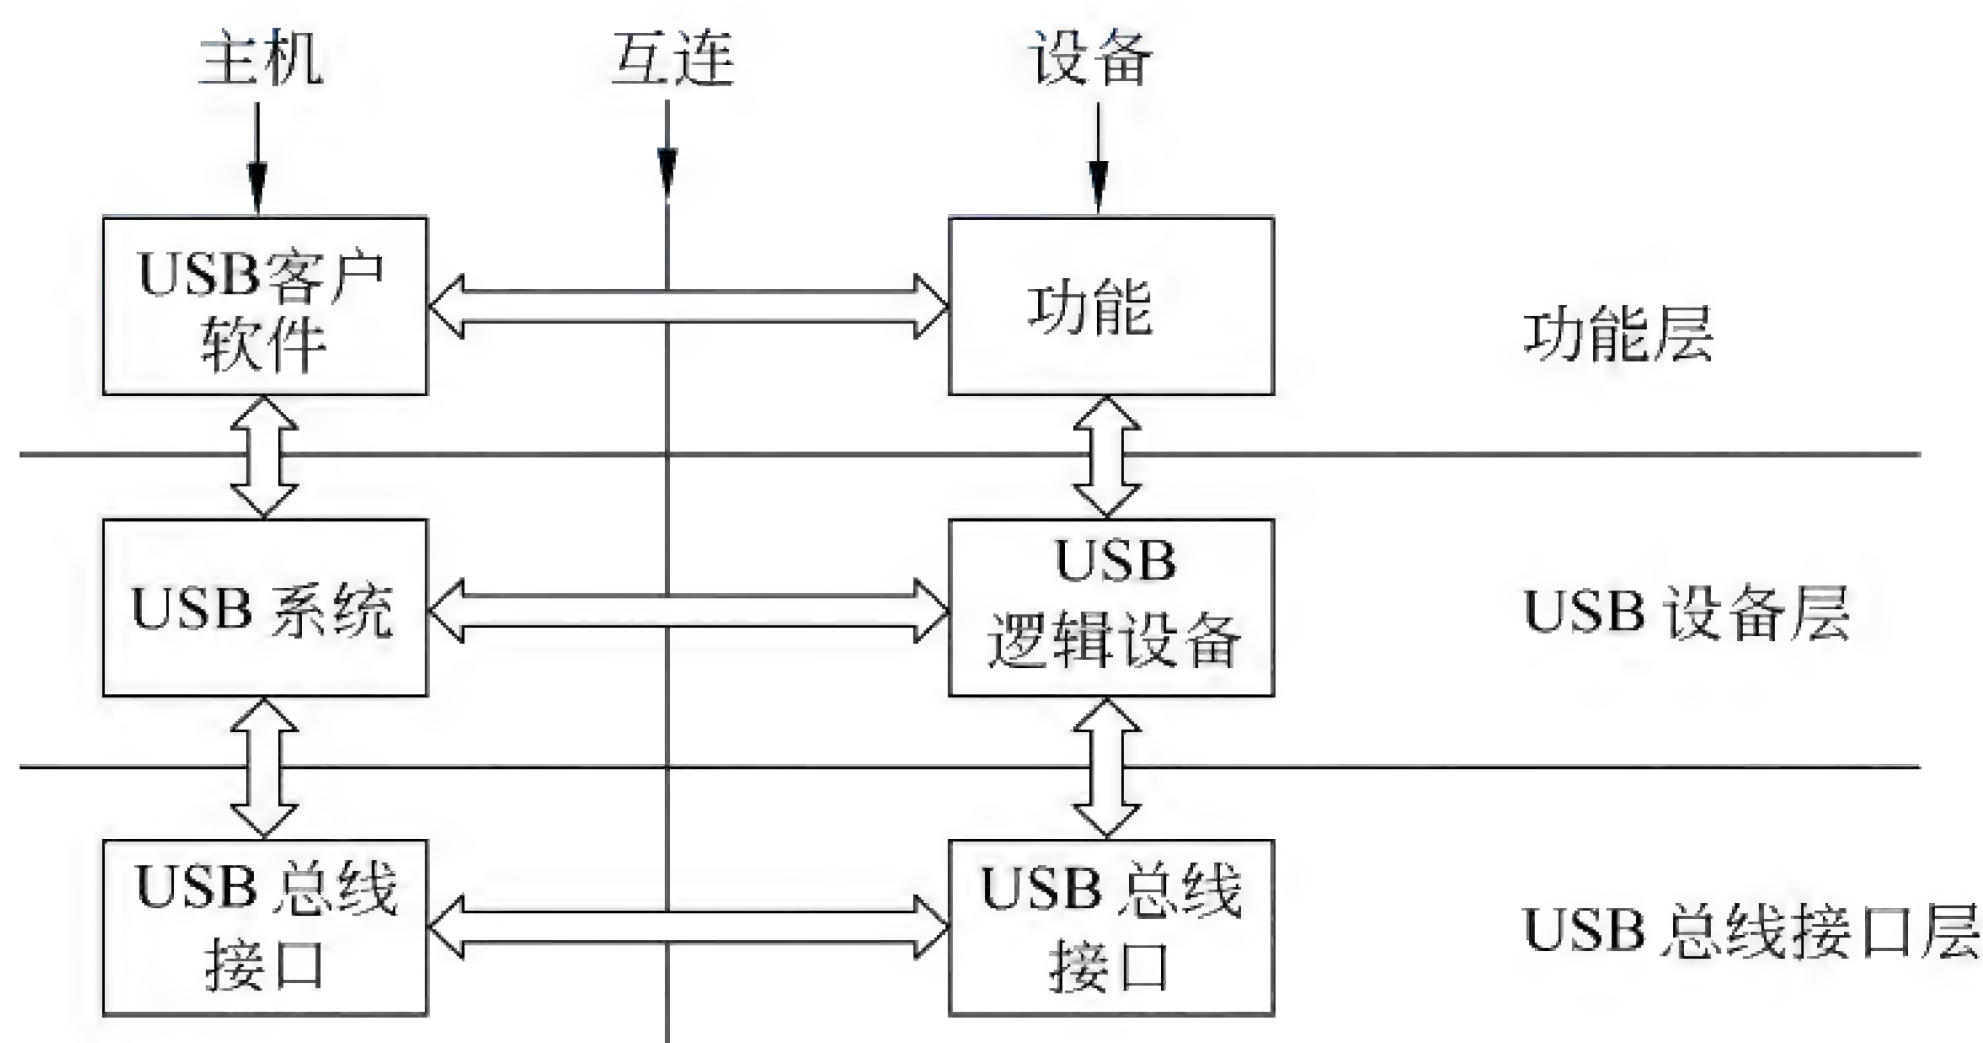 主机
互连
设备
USB客户
软件
功能
功能层
USB 系统
USB
逻辑设备
USB 设备层
USB 总线
接口
USB 总线
接口
USB 总线接口层